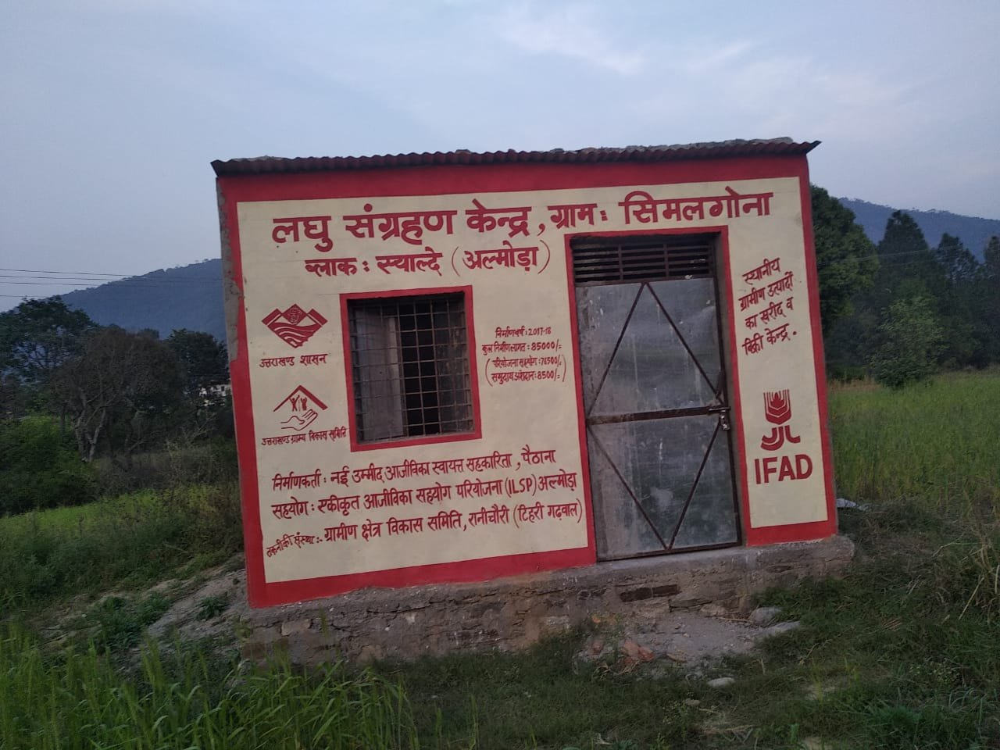 लघु संग्रहण केन्द्र, ग्राम: सिमलगोना
ब्लाक: स्याल्दे (अल्मोड़ा)
उत्तराखण्ड शासन
उत्तराखण्ड ग्राम्य विकास समिति
निर्माणवर्ष: 2017-18
कुल निर्माण लागत: 85000/-
(परियोजना सहयोग: 76500/-
समुदाय अंशदान: 8500/-)
स्थानीय
ग्रामीण उत्पादों
का खरीद व
बिक्री केन्द्र.
IFAD
निर्माणकर्ता: नई उम्मीद आजीविका स्वायत्त सहकारिता, पैठाना
सहयोग: एकीकृत आजीविका सहयोग परियोजना (ILSP) अल्मोड़ा
तकनीकी संस्था:- ग्रामीण क्षेत्र विकास समिति, रानीचौरी (टिहरी गढ़वाल)